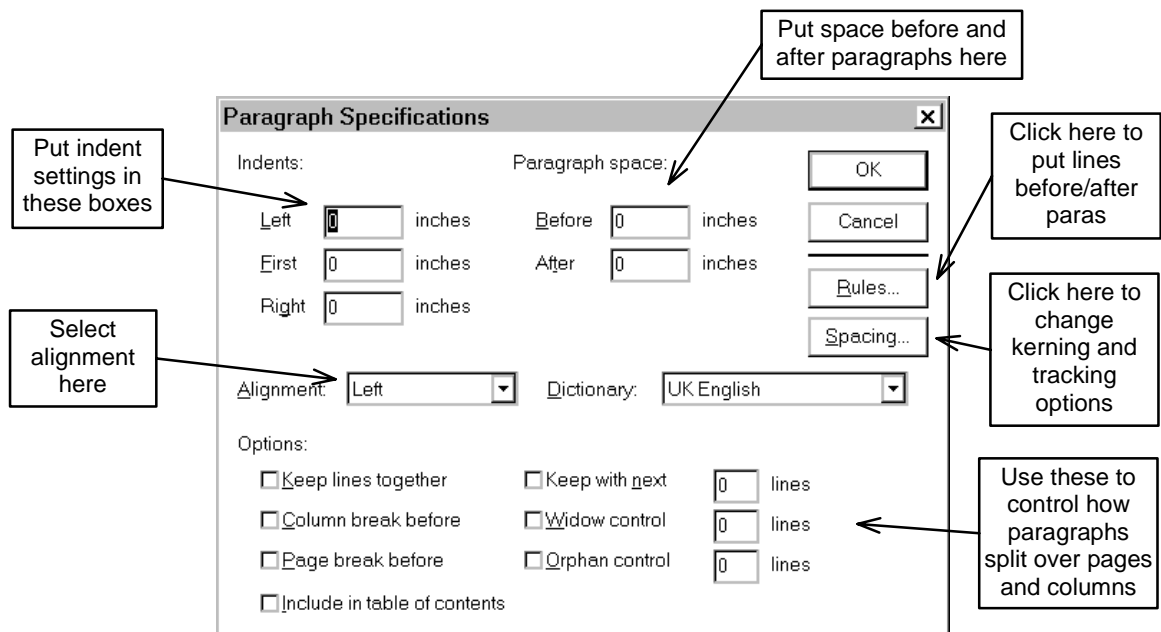 Put space before and
after paragraphs here
Paragraph Specifications
Put indent
settings in
these boxes
Click here to
put lines
before/after
paras
Indents:
Paragraph space:
OK
Left 0 inches
Before 0 inches
Cancel
First 0 inches
After 0 inches
Rules...
Right 0 inches
Spacing...
Click here to
change
kerning and
tracking
options
Select
alignment
here
Alignment: Left
Dictionary: UK English
Options:
Keep lines together
Keep with next 0 lines
Column break before
Widow control 0 lines
Page break before
Orphan control 0 lines
Include in table of contents
Use these to
control how
paragraphs
split over pages
and columns